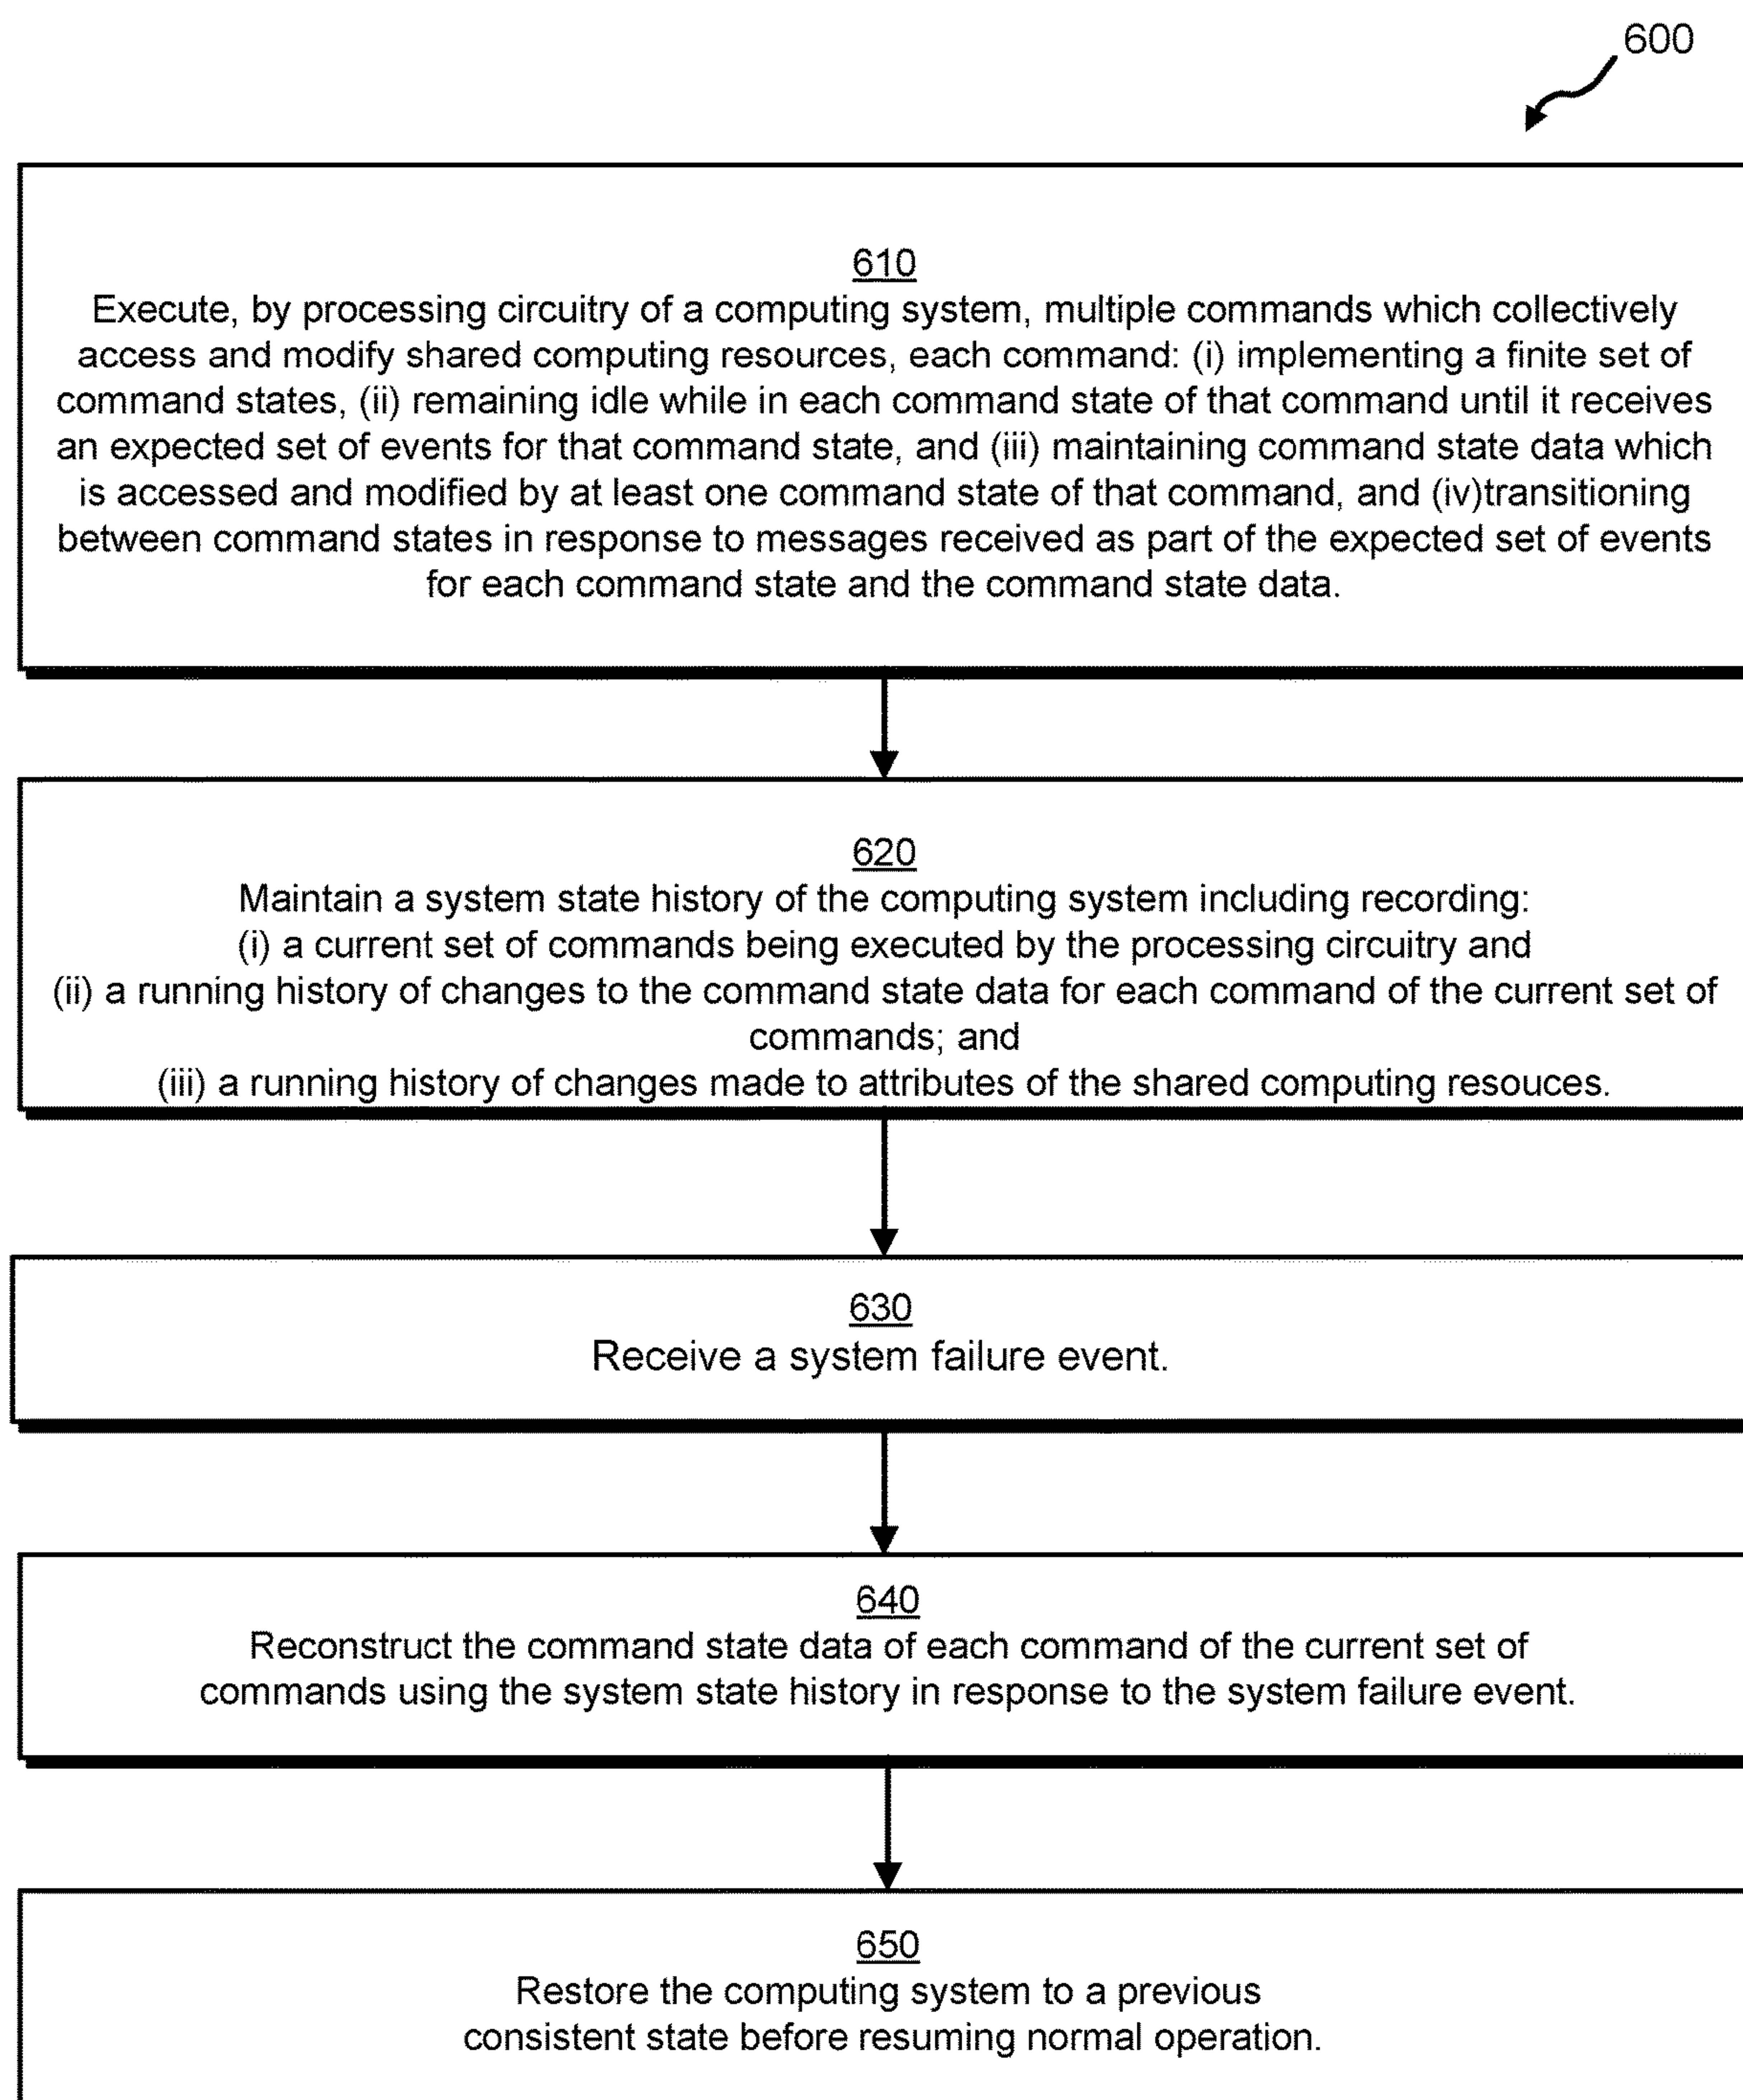 600
610
Execute, by processing circuitry of a computing system, multiple commands which collectively
access and modify shared computing resources, each command: (i) implementing a finite set of
command states, (ii) remaining idle while in each command state of that command until it receives
an expected set of events for that command state, and (iii) maintaining command state data which
is accessed and modified by at least one command state of that command, and (iv)transitioning
between command states in response to messages received as part of the expected set of events
for each command state and the command state data.
620
Maintain a system state history of the computing system including recording:
(i) a current set of commands being executed by the processing circuitry and
(ii) a running history of changes to the command state data for each command of the current set of
commands; and
(iii) a running history of changes made to attributes of the shared computing resouces.
630
Receive a system failure event.
640
Reconstruct the command state data of each command of the current set of
commands using the system state history in response to the system failure event.
650
Restore the computing system to a previous
consistent state before resuming normal operation.